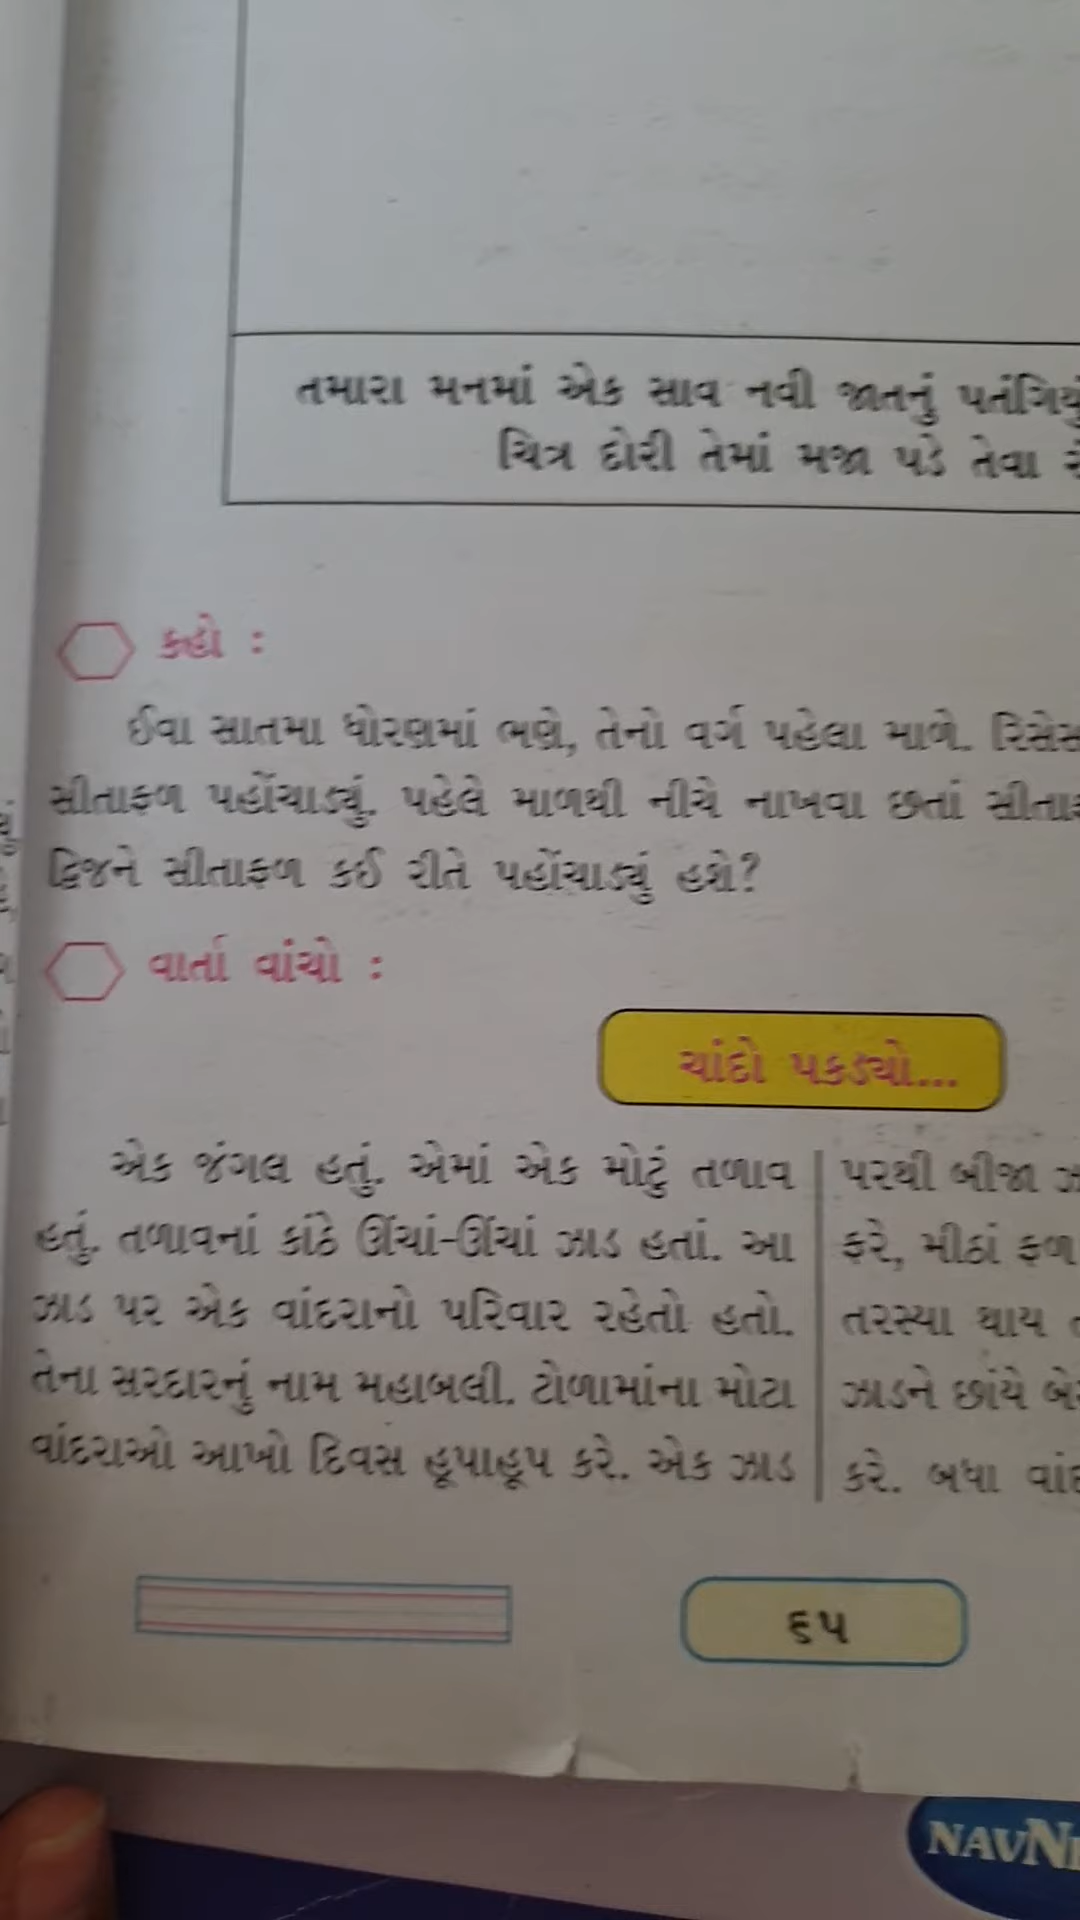 તમારા મનમાં એક સાવ નવી જાતનું પતંગિયું
ચિત્ર દોરી તેમાં મજા પડે તેવા
કહો :
ઈવા સાતમા ધોરણમાં ભણે, તેનો વર્ગ પહેલા માળે. રિસેસ
સીતાફળ પહોંચાડ્યું. પહેલે માળથી નીચે નાખવા છતાં
દ્વિજને સીતાફળ કઈ રીતે પહોંચાડ્યું હશે?
વાર્તા વાંચો :
ચાંદો પકડ્યો...
એક જંગલ હતું. એમાં એક મોટું તળાવ
હતું. તળાવનાં કાંઠે ઊંચાં-ઊંચાં ઝાડ હતાં. આ
ઝાડ પર એક વાંદરાનો પરિવાર રહેતો હતો.
તેના સરદારનું નામ મહાબલી. ટોળામાંના મોટા
વાંદરાઓ આખો દિવસ હૂપાહૂપ કરે. એક ઝાડ
પરથી બીજા
ફરે, મીઠાં ફળ
તરસ્યા થાય
ઝાડને છાંયે
કરે. બધા
૬૫